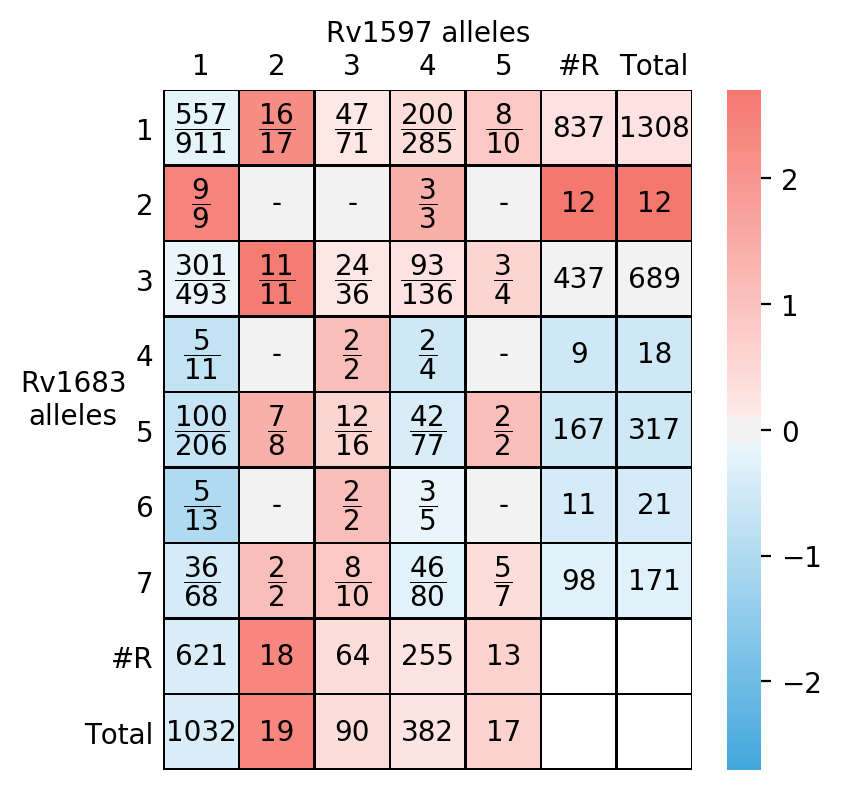 Rv1597 alleles
1 2 3 4 5 #R Total
1 557/911 16/17 47/71 200/285 8/10 837 1308
2 9/9 - - 3/3 - 12 12
3 301/493 11/11 24/36 93/136 3/4 437 689
4 5/11 - 2/2 2/4 - 9 18
Rv1683
alleles
5 100/206 7/8 12/16 42/77 2/2 167 317
6 5/13 - 2/2 3/5 - 11 21
7 36/68 2/2 8/10 46/80 5/7 98 171
#R 621 18 64 255 13
Total 1032 19 90 382 17
2
1
0
−1
−2